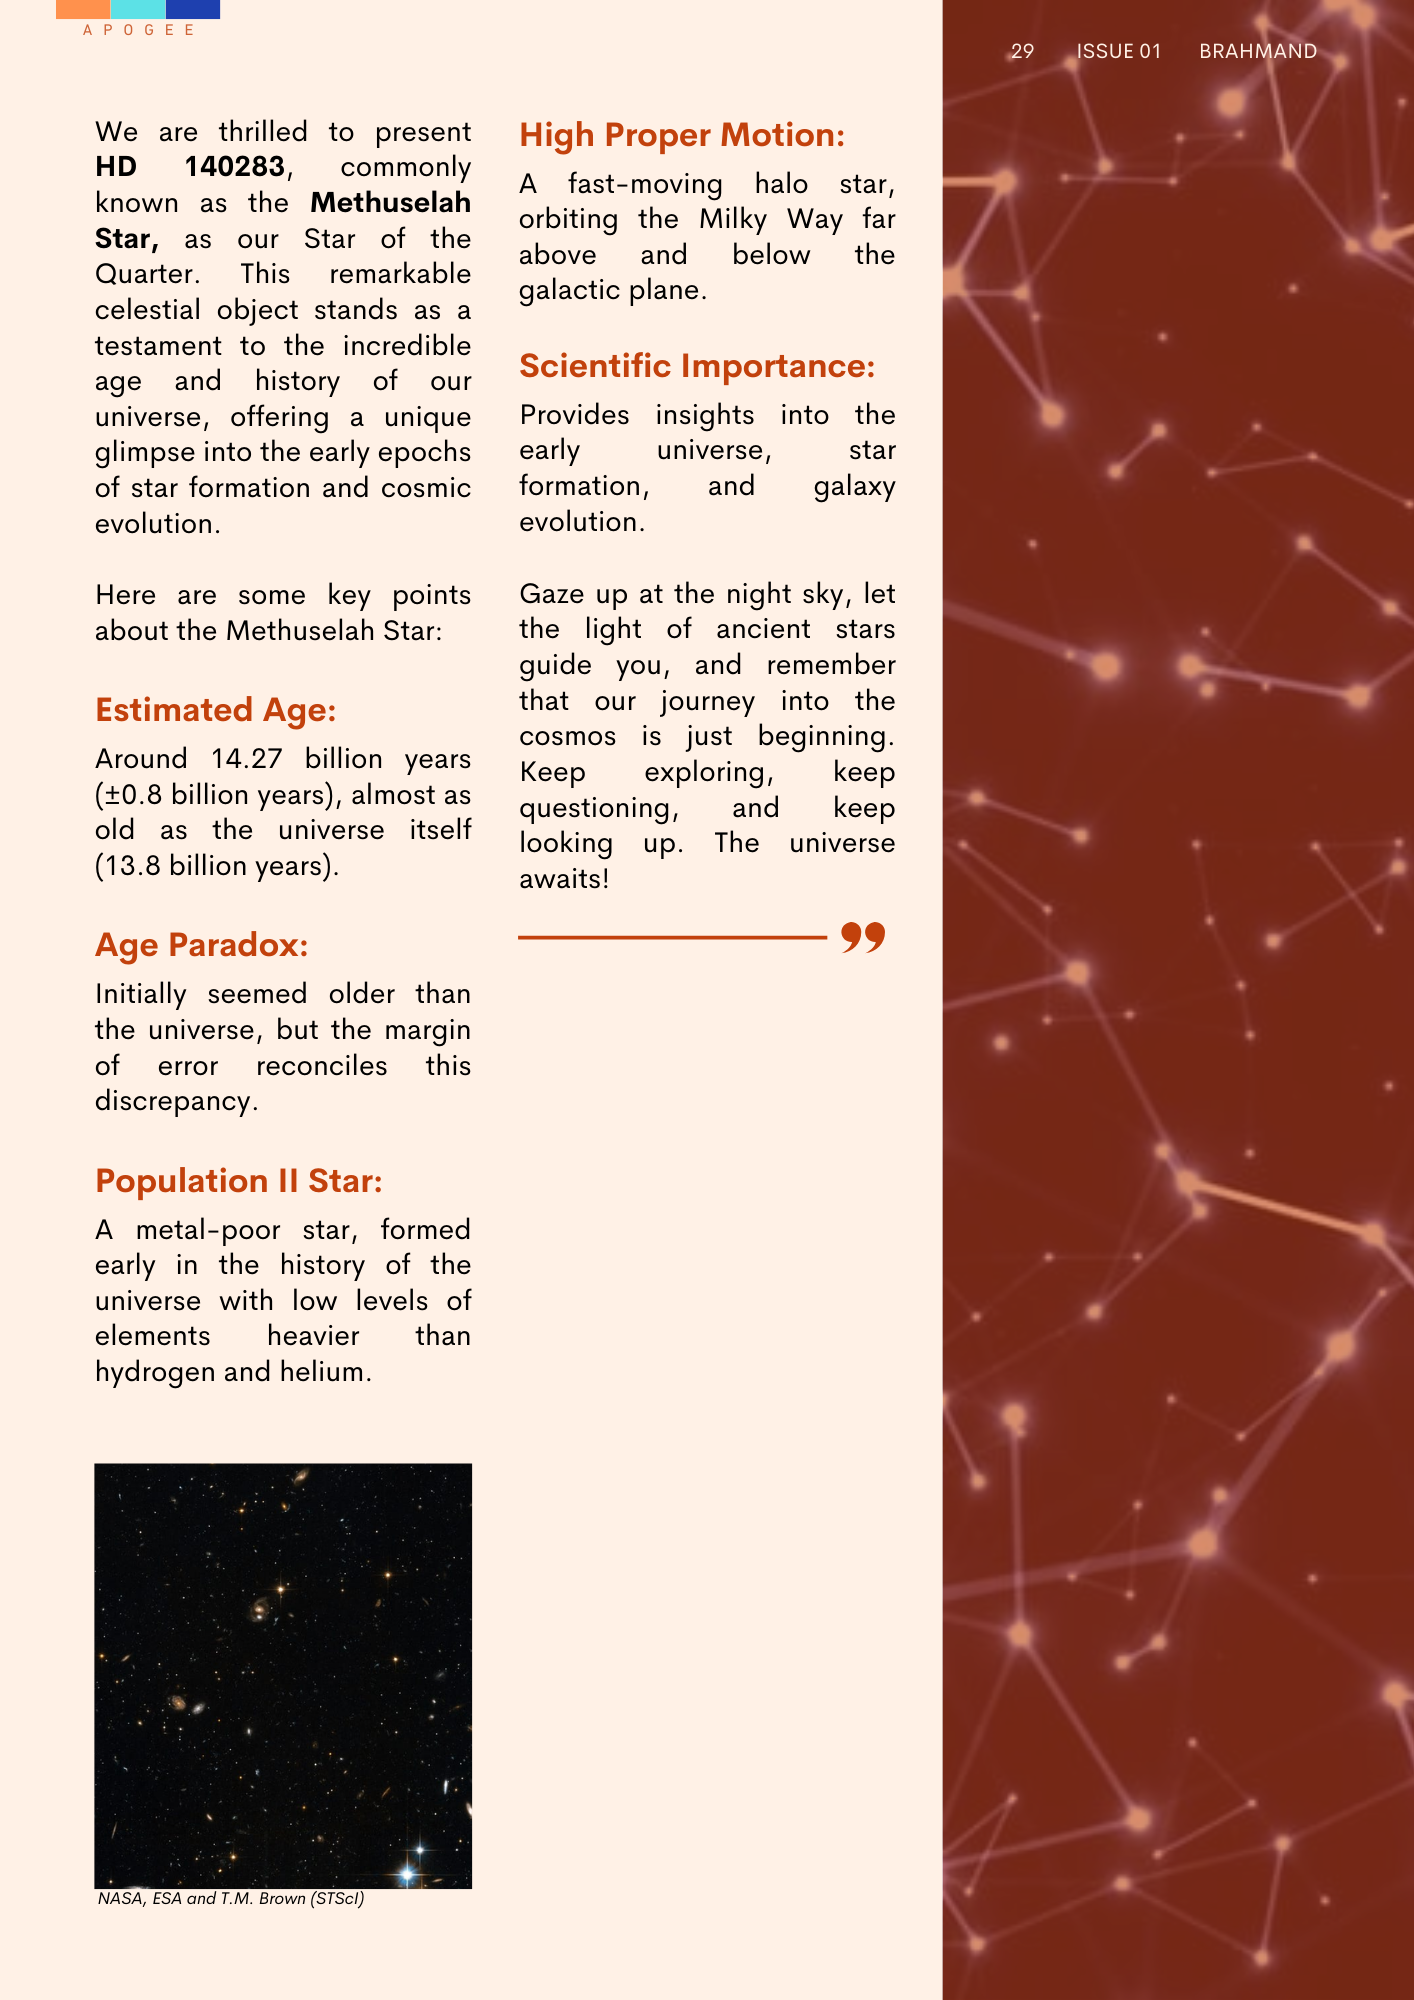 APOGEE
29 ISSUE 01 BRAHMAND
We are thrilled to present
HD 140283, commonly
known as the Methuselah
Star, as our Star of the
Quarter. This remarkable
celestial object stands as a
testament to the incredible
age and history of our
universe, offering a unique
glimpse into the early epochs
of star formation and cosmic
evolution.
Here are some key points
about the Methuselah Star:
Estimated Age:
Around 14.27 billion years
(±0.8 billion years), almost as
old as the universe itself
(13.8 billion years).
Age Paradox:
Initially seemed older than
the universe, but the margin
of error reconciles this
discrepancy.
Population II Star:
A metal-poor star, formed
early in the history of the
universe with low levels of
elements heavier than
hydrogen and helium.
NASA, ESA and T.M. Brown (STScI)
High Proper Motion:
A fast-moving halo star,
orbiting the Milky Way far
above and below the
galactic plane.
Scientific Importance:
Provides insights into the
early universe, star
formation, and galaxy
evolution.
Gaze up at the night sky, let
the light of ancient stars
guide you, and remember
that our journey into the
cosmos is just beginning.
Keep exploring, keep
questioning, and keep
looking up. The universe
awaits!
”